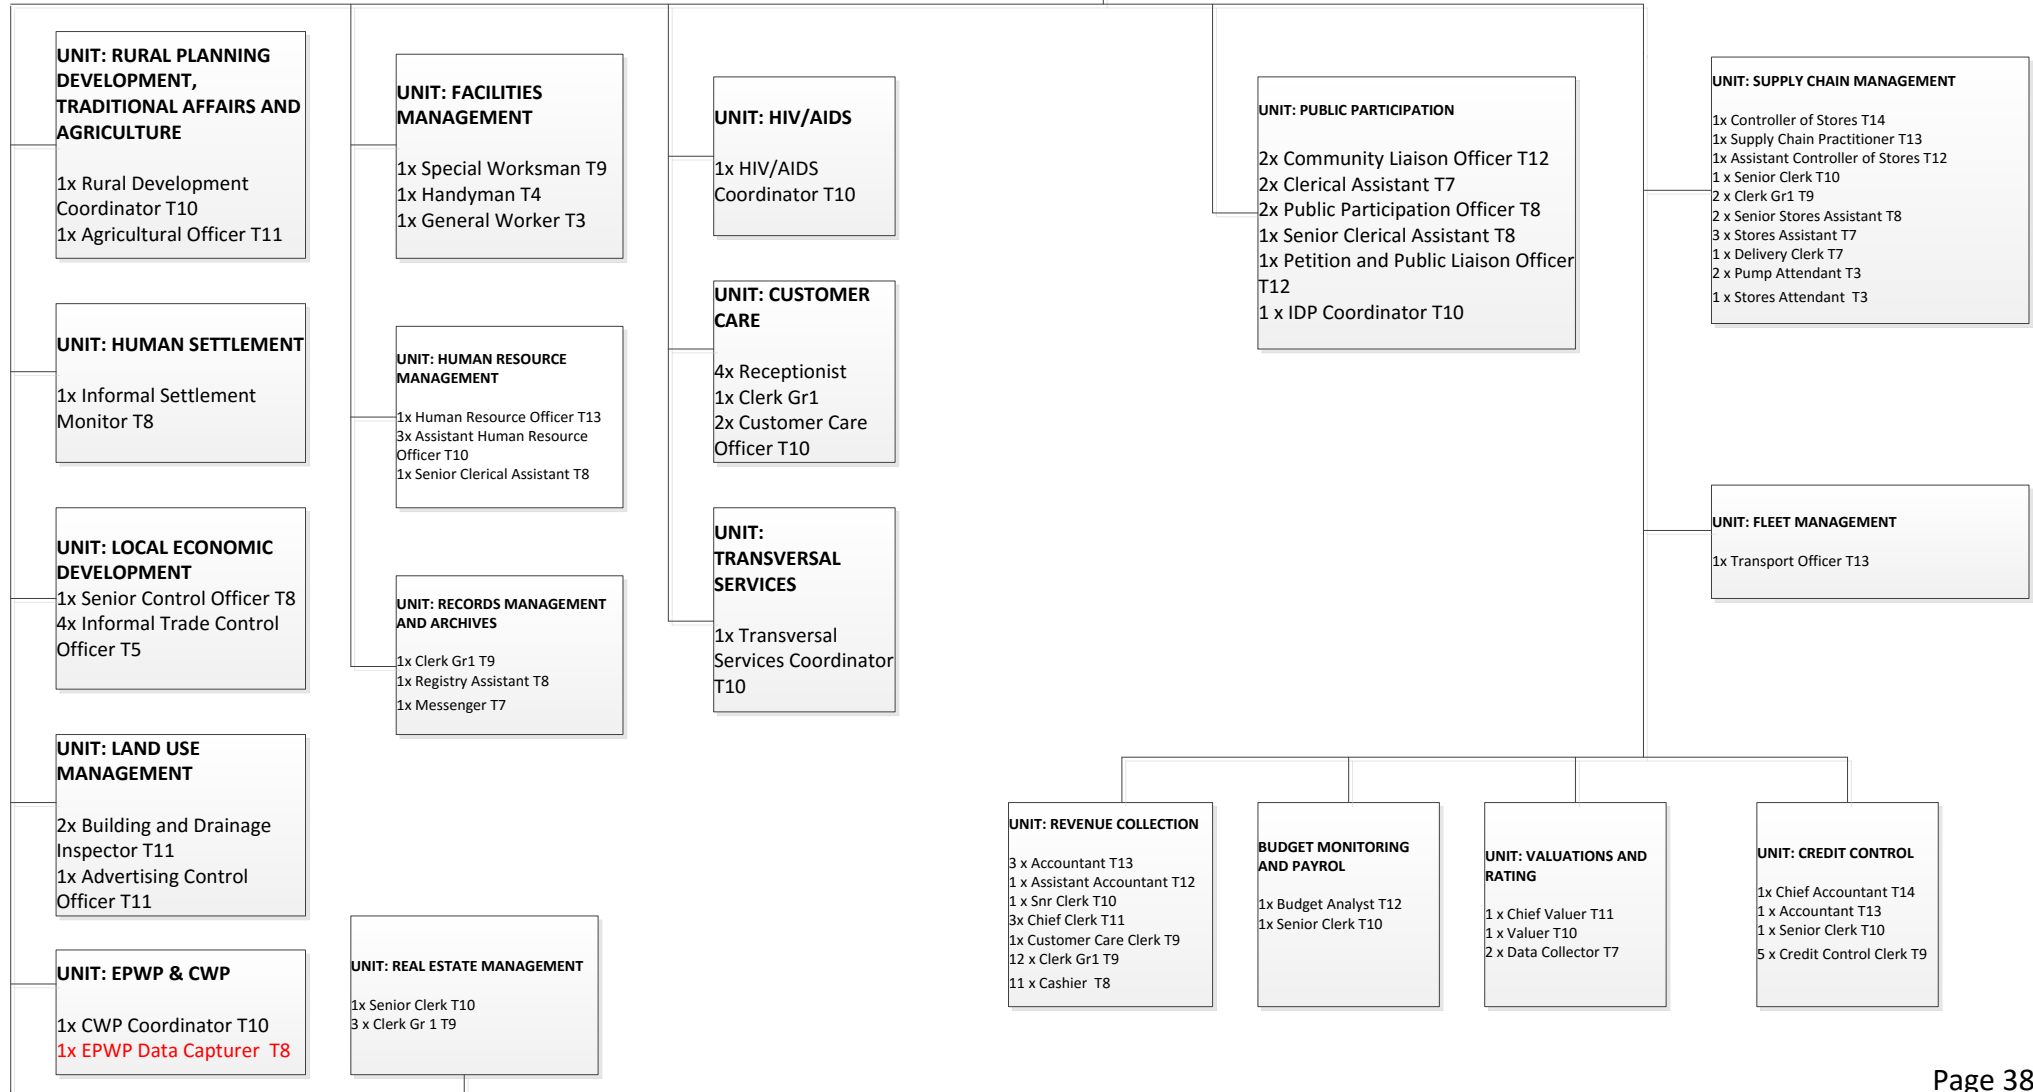 UNIT: RURAL PLANNING
DEVELOPMENT,
TRADITIONAL AFFAIRS AND
AGRICULTURE
1x Rural Development
Coordinator T10
1x Agricultural Officer T11
UNIT: HUMAN SETTLEMENT
1x Informal Settlement
Monitor T8
UNIT: LOCAL ECONOMIC
DEVELOPMENT
1x Senior Control Officer T8
4x Informal Trade Control
Officer T5
UNIT: LAND USE
MANAGEMENT
2x Building and Drainage
Inspector T11
1x Advertising Control
Officer T11
UNIT: EPWP & CWP
1x CWP Coordinator T10
1x EPWP Data Capturer T8
UNIT: FACILITIES
MANAGEMENT
1x Special Worksman T9
1x Handyman T4
1x General Worker T3
UNIT: HUMAN RESOURCE
MANAGEMENT
1x Human Resource Officer T13
3x Assistant Human Resource
Officer T10
1x Senior Clerical Assistant T8
UNIT: RECORDS MANAGEMENT
AND ARCHIVES
1x Clerk Gr1 T9
1x Registry Assistant T8
1x Messenger T7
UNIT: REAL ESTATE MANAGEMENT
1x Senior Clerk T10
3 x Clerk Gr 1 T9
UNIT: HIV/AIDS
1x HIV/AIDS
Coordinator T10
UNIT: CUSTOMER
CARE
4x Receptionist
1x Clerk Gr1
2x Customer Care
Officer T10
UNIT:
TRANSVERSAL
SERVICES
1x Transversal
Services Coordinator
T10
UNIT: PUBLIC PARTICIPATION
2x Community Liaison Officer T12
2x Clerical Assistant T7
2x Public Participation Officer T8
1x Senior Clerical Assistant T8
1x Petition and Public Liaison Officer
T12
1 x IDP Coordinator T10
UNIT: SUPPLY CHAIN MANAGEMENT
1x Controller of Stores T14
1x Supply Chain Practitioner T13
1x Assistant Controller of Stores T12
1 x Senior Clerk T10
2 x Clerk Gr1 T9
2 x Senior Stores Assistant T8
3 x Stores Assistant T7
1 x Delivery Clerk T7
2 x Pump Attendant T3
1 x Stores Attendant T3
UNIT: FLEET MANAGEMENT
1x Transport Officer T13
UNIT: REVENUE COLLECTION
3 x Accountant T13
1 x Assistant Accountant T12
1 x Snr Clerk T10
3x Chief Clerk T11
1x Customer Care Clerk T9
12 x Clerk Gr1 T9
11 x Cashier T8
BUDGET MONITORING
AND PAYROL
1x Budget Analyst T12
1x Senior Clerk T10
UNIT: VALUATIONS AND
RATING
1 x Chief Valuer T11
1 x Valuer T10
2 x Data Collector T7
UNIT: CREDIT CONTROL
1x Chief Accountant T14
1 x Accountant T13
1 x Senior Clerk T10
5 x Credit Control Clerk T9
Page 38